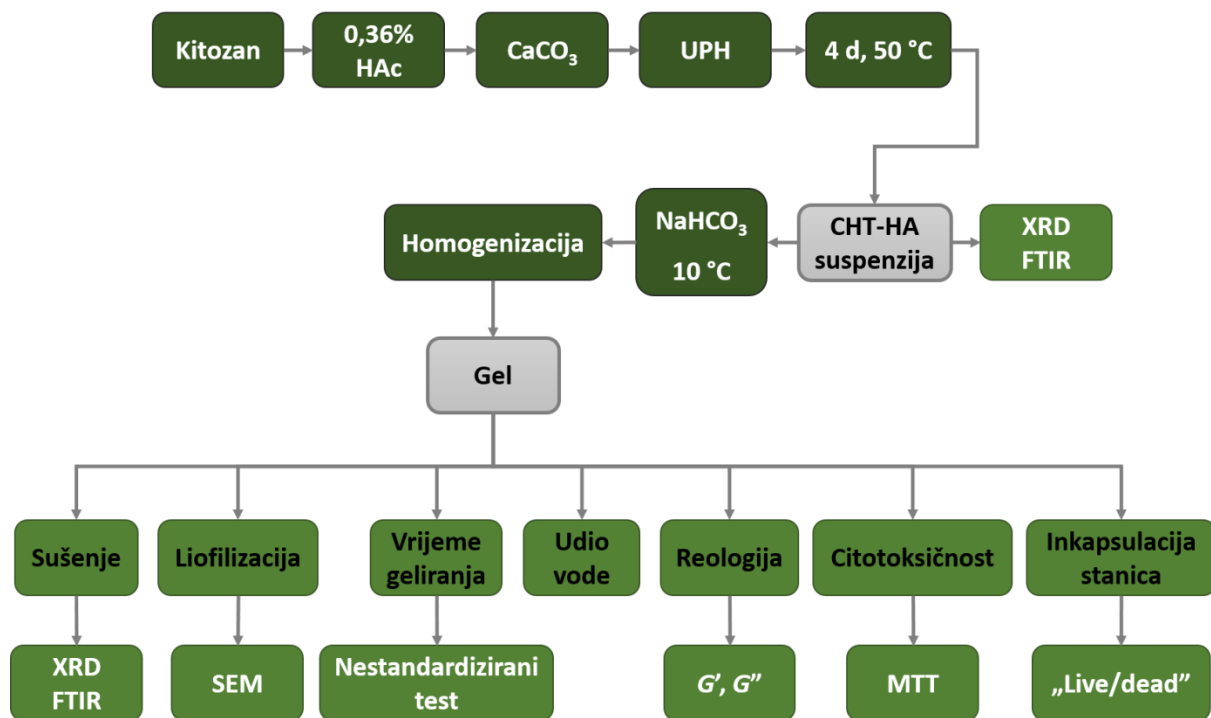 Kitozan
0,36%
HAc
CaCO₃
UPH
4 d, 50 °C
Homogenizacija
NaHCO₃
10 °C
CHT-HA
suspenzija
XRD
FTIR
Gel
Sušenje
Liofilizacija
Vrijeme
geliranja
Udio
vode
Reologija
Citotoksičnost
Inkapsulacija
stanica
XRD
FTIR
SEM
Nestandardizirani
test
G’, G”
MTT
„Live/dead”